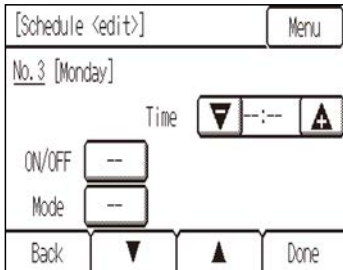 [Schedule <edit>] Menu
No. 3 [Monday]
Time --:--
ON/OFF --
Mode --
Back Done